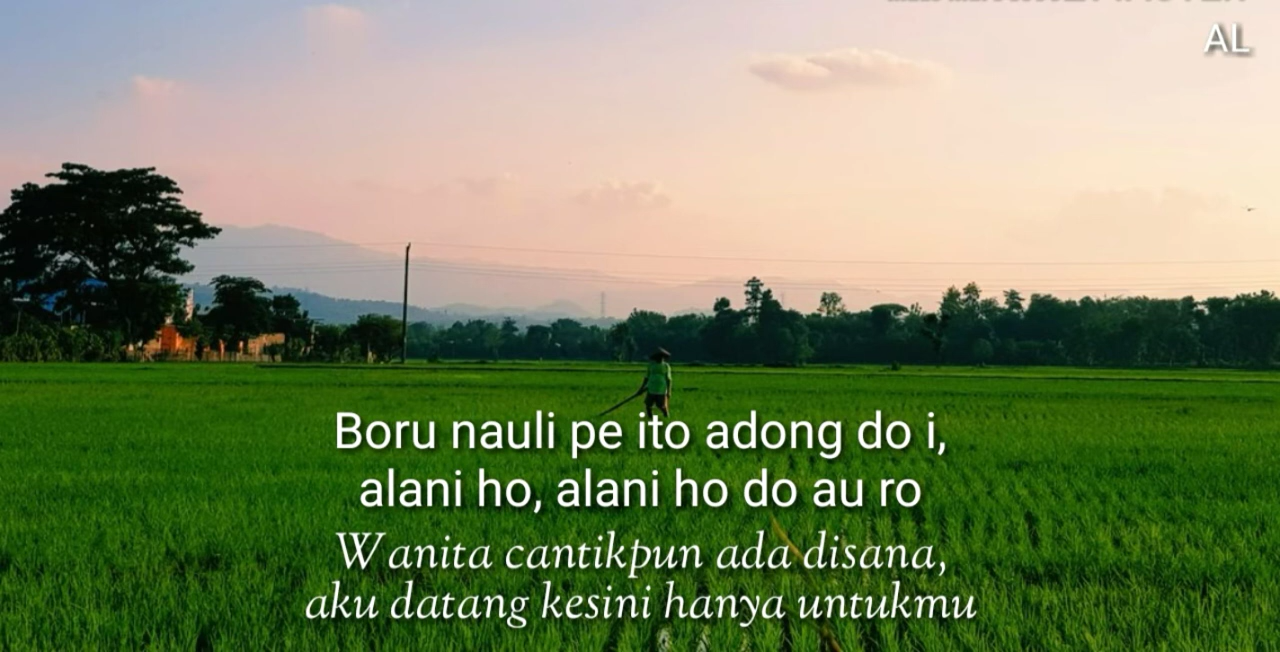 AL
Boru nauli pe ito adong do i,
alani ho, alani ho do au ro
Wanita cantikpun ada disana,
aku datang kesini hanya untukmu